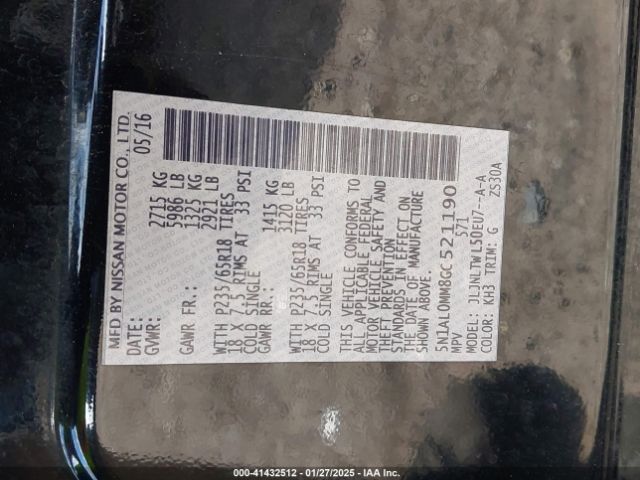 MFD BY NISSAN MOTOR CO., LTD.
DATE: 05/16
GVWR: 2715 KG
5986 LB
GAWR FR.: 1325 KG
2921 LB
WITH P235/65R18 TIRES
18 X 7.5 RIMS AT 33 PSI
COLD SINGLE
GAWR RR.: 1415 KG
3120 LB
WITH P235/65R18 TIRES
18 X 7.5 RIMS AT 33 PSI
COLD SINGLE
THIS VEHICLE CONFORMS TO
ALL APPLICABLE FEDERAL
MOTOR VEHICLE SAFETY AND
THEFT PREVENTION
STANDARDS IN EFFECT ON
THE DATE OF MANUFACTURE
SHOWN ABOVE.
5N1AL0MM8GC521190
MPV 571
MODEL: JLJNLTWL5DEU7--A-A
COLOR: KH3 TRIM: G ZS30A
000-41432512 - 01/27/2025 - IAA Inc.